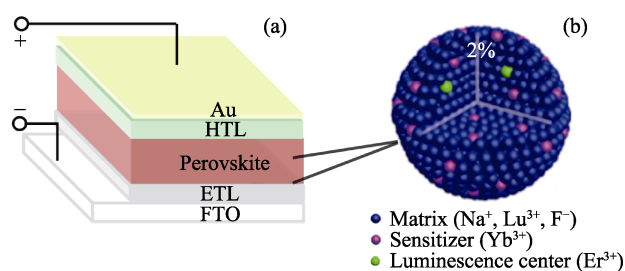 (a)
+
−
Au
HTL
Perovskite
ETL
FTO
(b)
2%
Matrix (Na⁺, Lu³⁺, F⁻)
Sensitizer (Yb³⁺)
Luminescence center (Er³⁺)